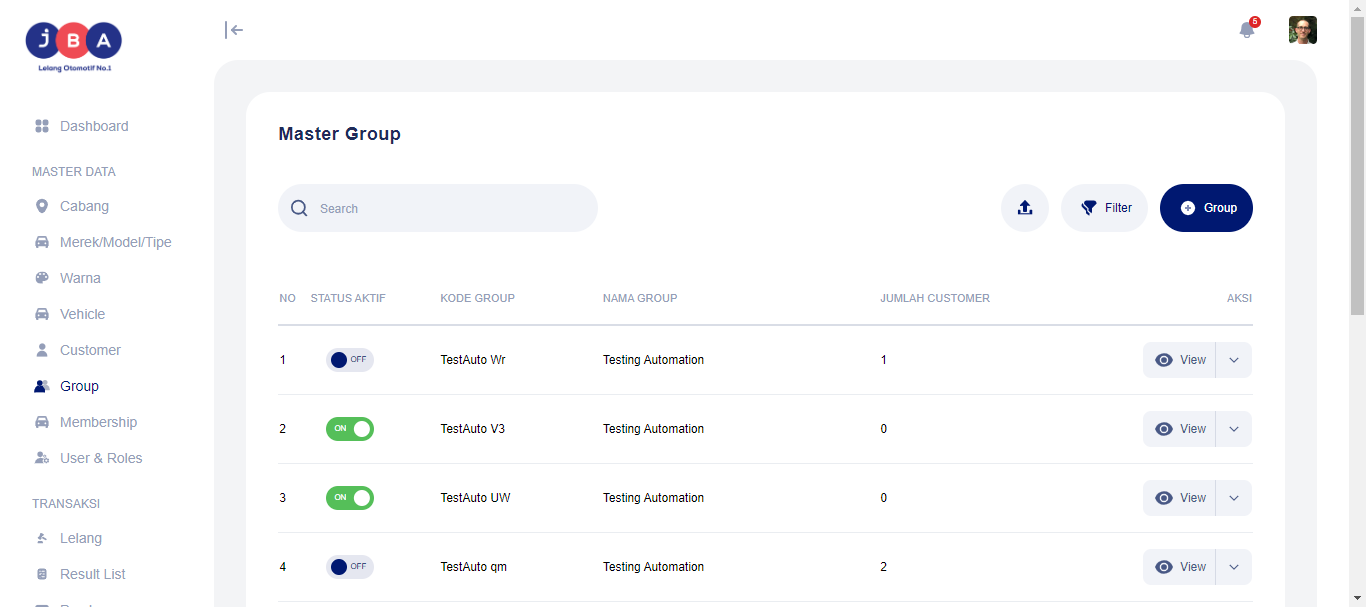 JBA
Lelang Otomotif No.1
5
Dashboard
MASTER DATA
Cabang
Merek/Model/Tipe
Warna
Vehicle
Customer
Group
Membership
User & Roles
TRANSAKSI
Lelang
Result List
Master Group
Search
Filter
Group
NO STATUS AKTIF KODE GROUP NAMA GROUP JUMLAH CUSTOMER AKSI
1 OFF TestAuto Wr Testing Automation 1 View
2 ON TestAuto V3 Testing Automation 0 View
3 ON TestAuto UW Testing Automation 0 View
4 OFF TestAuto qm Testing Automation 2 View